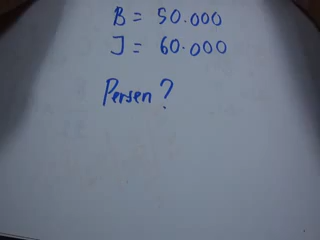 B = 50.000
J = 60.000
Persen?